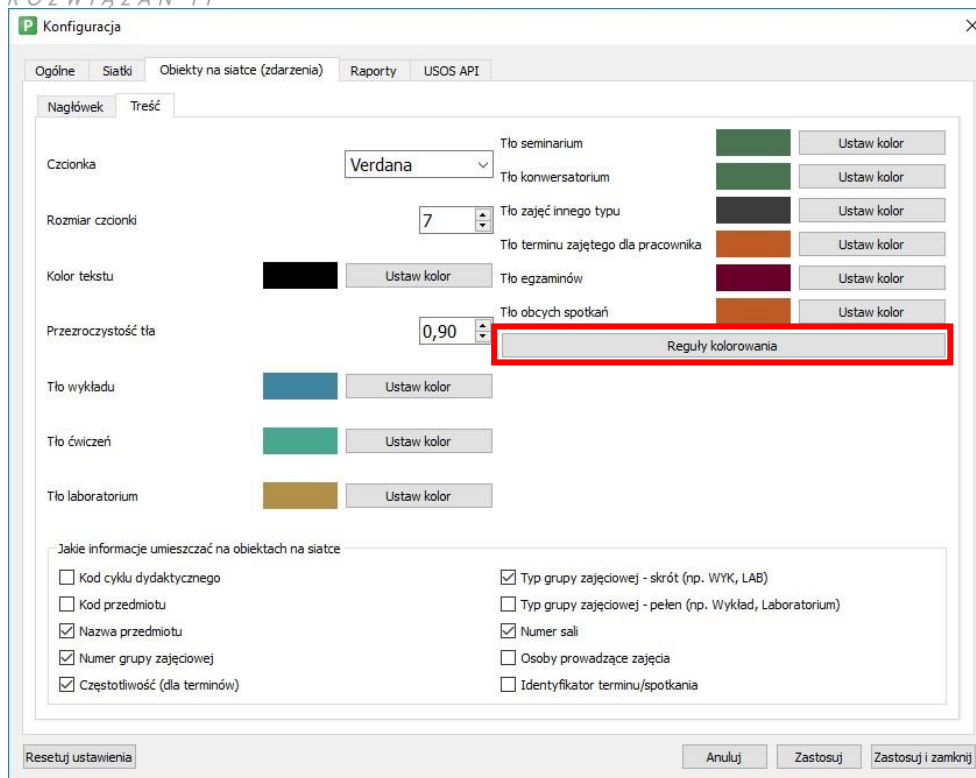 ROZWIĄZAŃ IT
P Konfiguracja
Ogólne Siatki Obiekty na siatce (zdarzenia) Raporty USOS API
Nagłówek Treść
Czcionka Verdana
Rozmiar czcionki 7
Kolor tekstu Ustaw kolor
Przezroczystość tła 0,90
Tło wykładu Ustaw kolor
Tło ćwiczeń Ustaw kolor
Tło laboratorium Ustaw kolor
Tło seminarium Ustaw kolor
Tło konwersatorium Ustaw kolor
Tło zajęć innego typu Ustaw kolor
Tło terminu zajętego dla pracownika Ustaw kolor
Tło egzaminów Ustaw kolor
Tło obcych spotkań Ustaw kolor
Reguły kolorowania
Jakie informacje umieszczać na obiektach na siatce
Kod cyklu dydaktycznego
Kod przedmiotu
Nazwa przedmiotu
Numer grupy zajęciowej
Częstotliwość (dla terminów)
Typ grupy zajęciowej - skrót (np. WYK, LAB)
Typ grupy zajęciowej - pełen (np. Wykład, Laboratorium)
Numer sali
Osoby prowadzące zajęcia
Identyfikator terminu/spotkania
Resetuj ustawienia Anuluj Zastosuj Zastosuj i zamknij